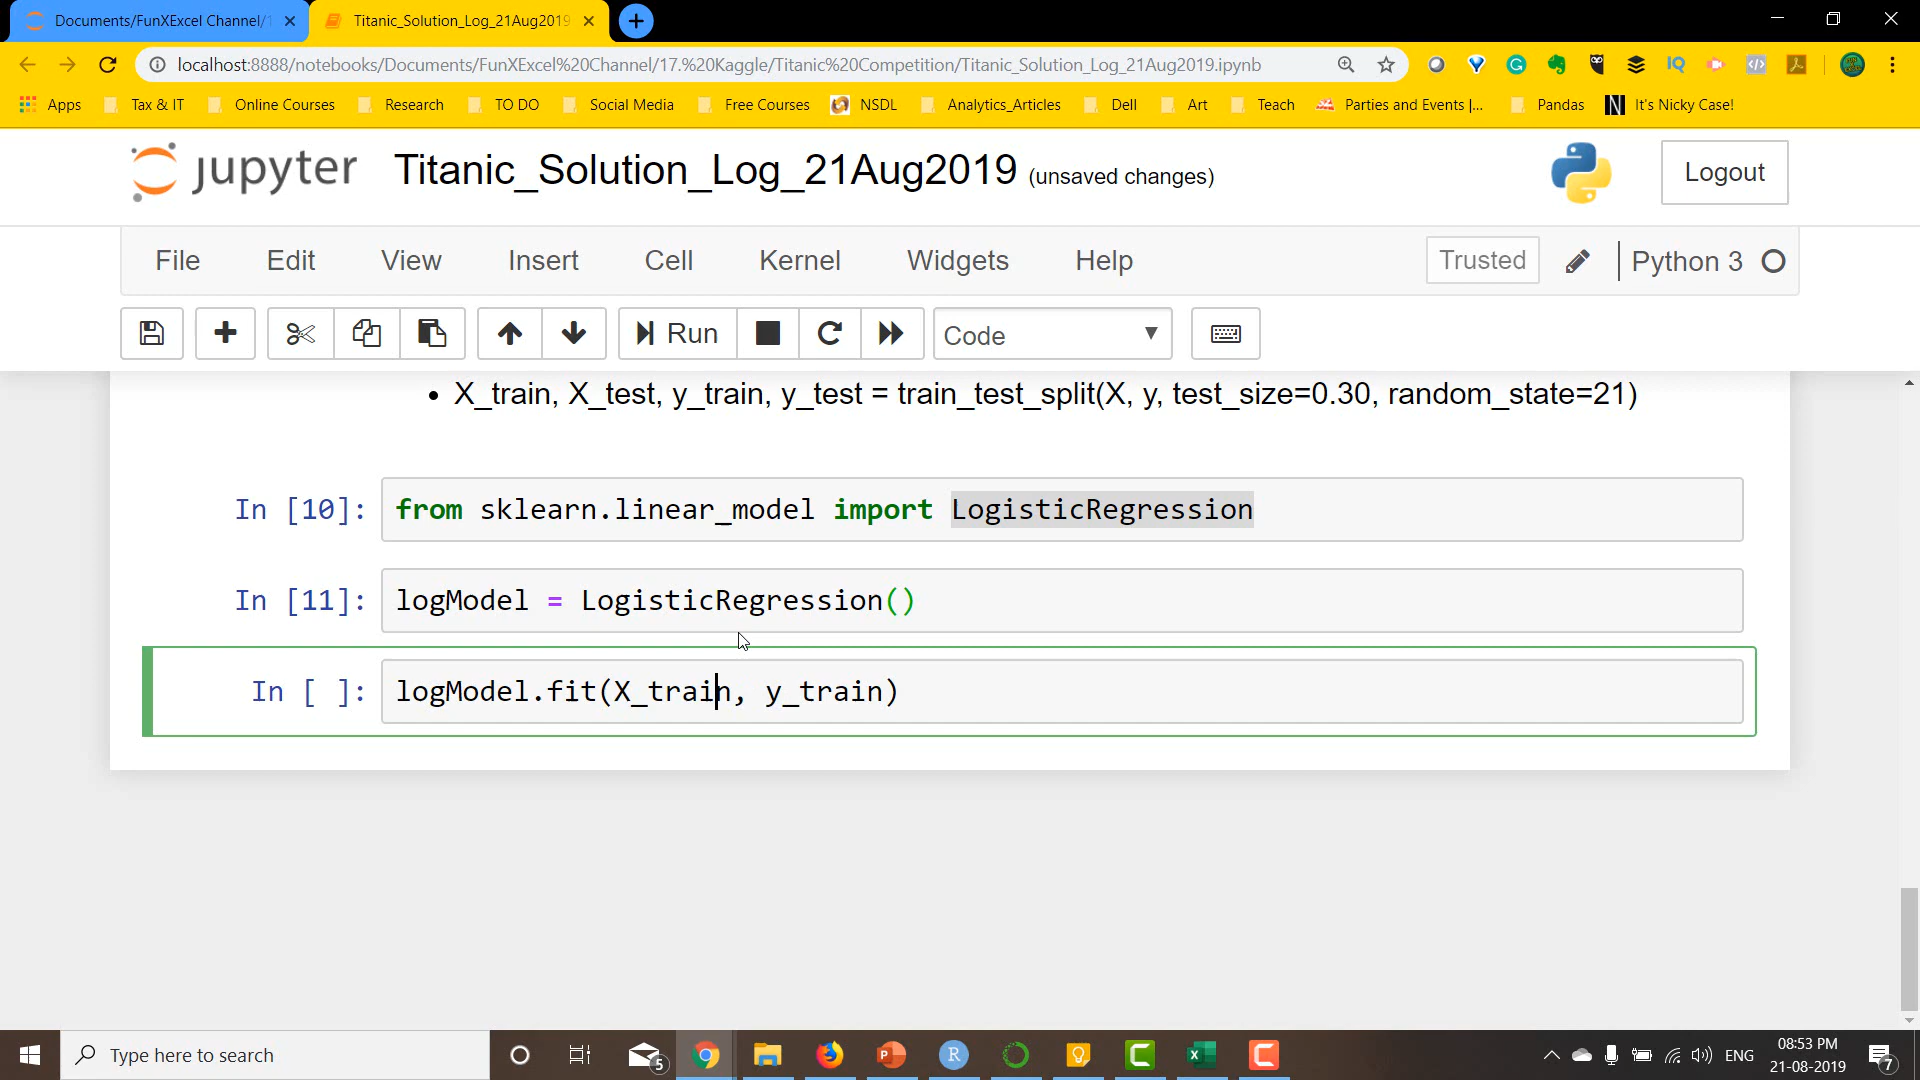 Documents/FunXExcel Channel/1
Titanic_Solution_Log_21Aug2019
localhost:8888/notebooks/Documents/FunXExcel%20Channel/17.%20Kaggle/Titanic%20Competition/Titanic_Solution_Log_21Aug2019.ipynb
Apps Tax & IT Online Courses Research TO DO Social Media Free Courses NSDL Analytics_Articles Dell Art Teach Parties and Events |... Pandas It's Nicky Case!
jupyter Titanic_Solution_Log_21Aug2019 (unsaved changes) Logout
File Edit View Insert Cell Kernel Widgets Help Trusted Python 3
Run Code
• X_train, X_test, y_train, y_test = train_test_split(X, y, test_size=0.30, random_state=21)
In [10]: from sklearn.linear_model import LogisticRegression
In [11]: logModel = LogisticRegression()
In [ ]: logModel.fit(X_train, y_train)
Type here to search
5
ENG
08:53 PM
21-08-2019
7